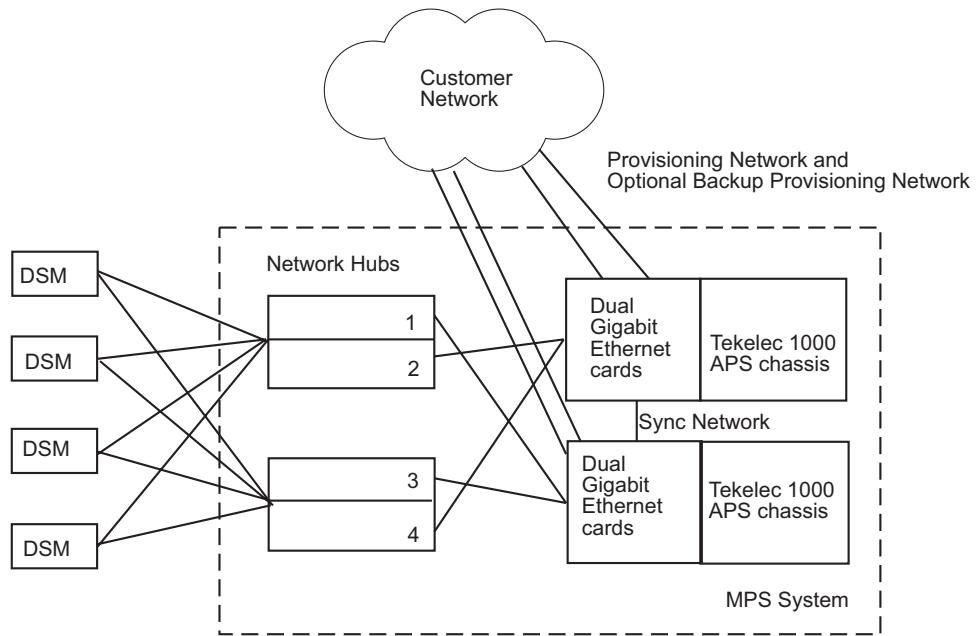 Customer
Network
Provisioning Network and
Optional Backup Provisioning Network
Network Hubs
DSM
DSM
DSM
DSM
1
2
3
4
Dual
Gigabit
Ethernet
cards
Tekelec 1000
APS chassis
Sync Network
Dual
Gigabit
Ethernet
cards
Tekelec 1000
APS chassis
MPS System